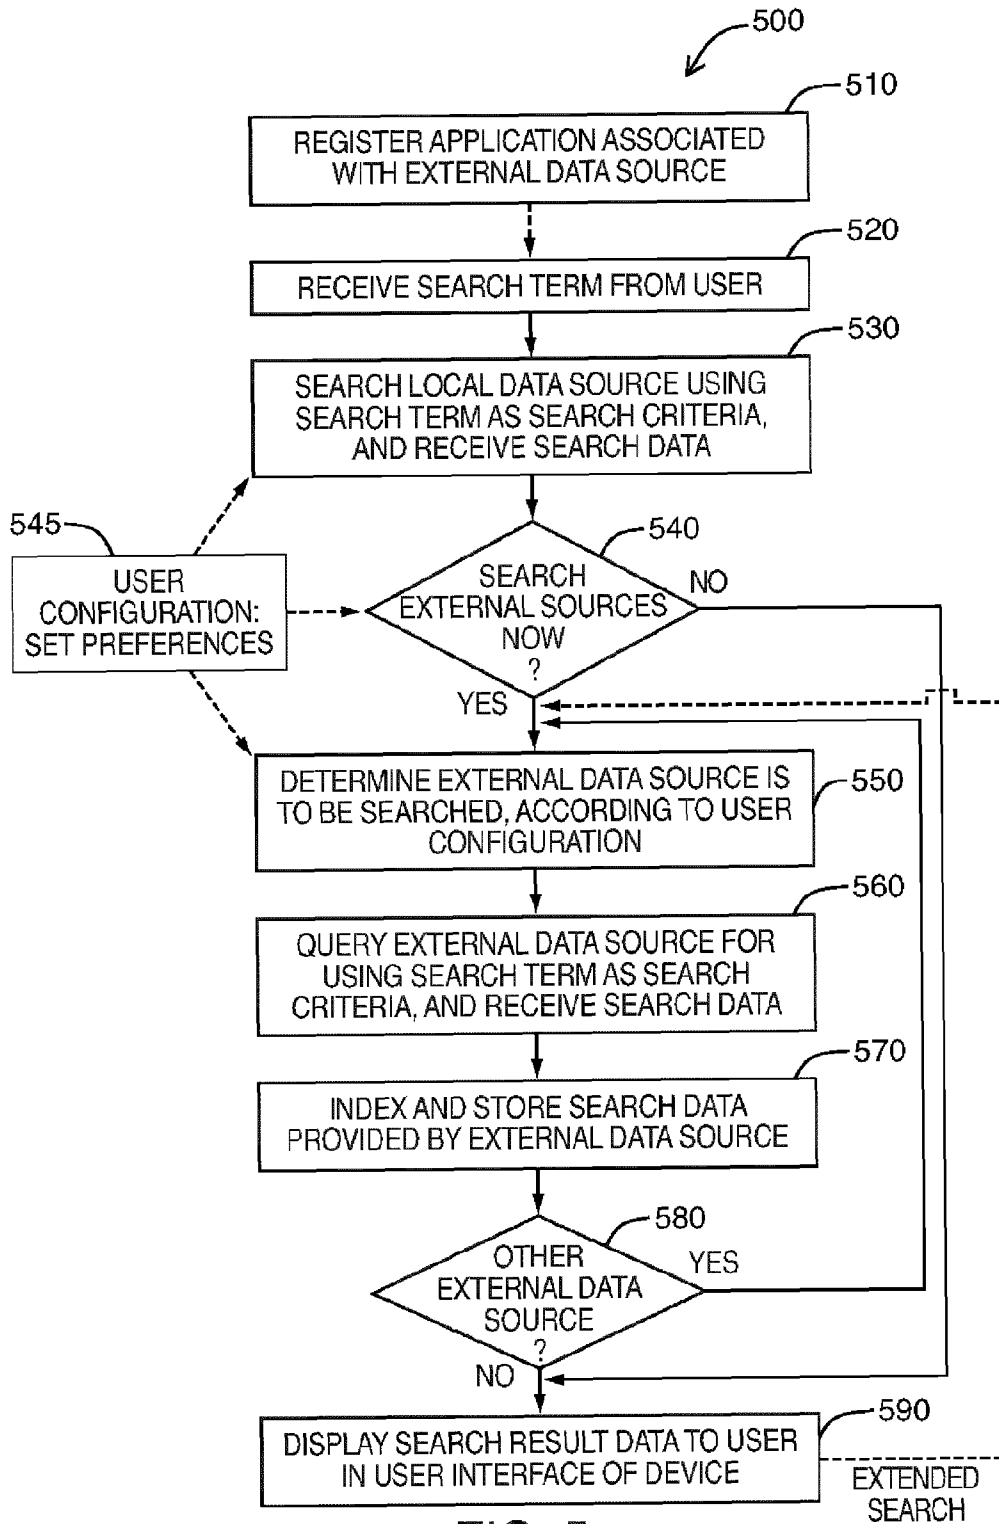 500
510
REGISTER APPLICATION ASSOCIATED
WITH EXTERNAL DATA SOURCE
520
RECEIVE SEARCH TERM FROM USER
530
SEARCH LOCAL DATA SOURCE USING
SEARCH TERM AS SEARCH CRITERIA,
AND RECEIVE SEARCH DATA
545
USER
CONFIGURATION:
SET PREFERENCES
540
SEARCH
EXTERNAL SOURCES
NOW
?
NO
YES
550
DETERMINE EXTERNAL DATA SOURCE IS
TO BE SEARCHED, ACCORDING TO USER
CONFIGURATION
560
QUERY EXTERNAL DATA SOURCE FOR
USING SEARCH TERM AS SEARCH
CRITERIA, AND RECEIVE SEARCH DATA
570
INDEX AND STORE SEARCH DATA
PROVIDED BY EXTERNAL DATA SOURCE
580
OTHER
EXTERNAL DATA
SOURCE
?
YES
NO
590
DISPLAY SEARCH RESULT DATA TO USER
IN USER INTERFACE OF DEVICE
EXTENDED
SEARCH